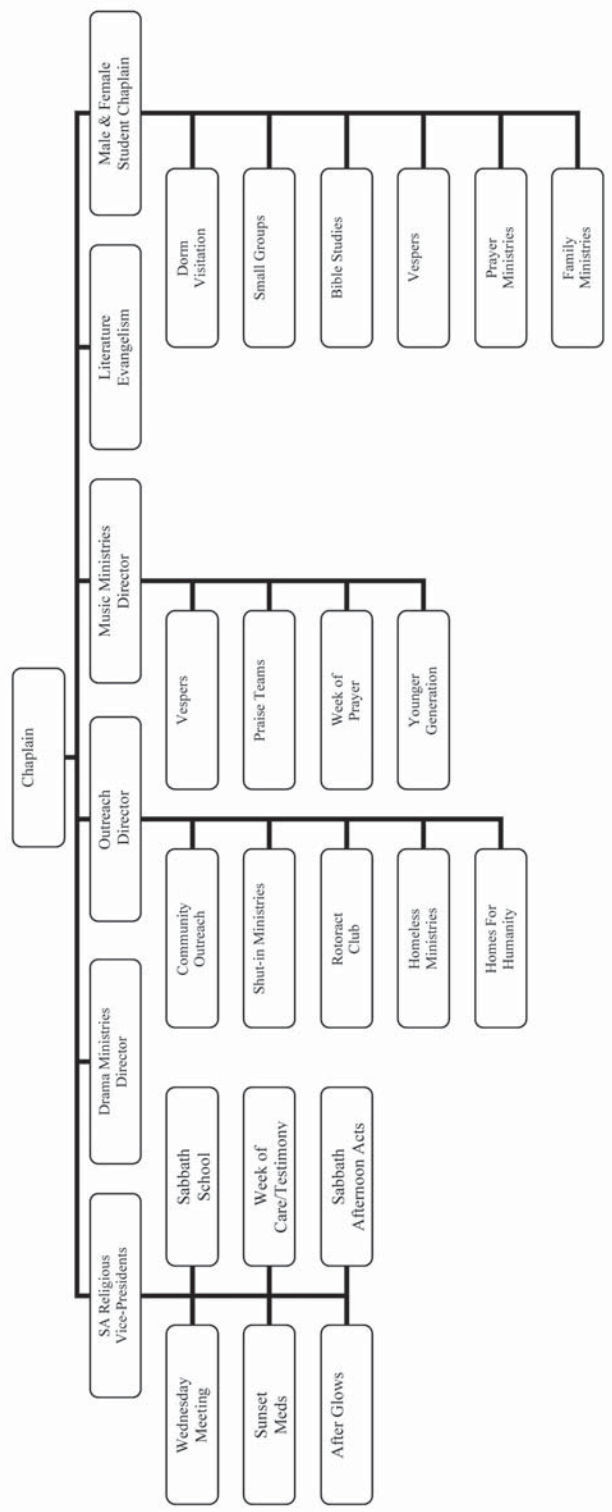 Chaplain
SA Religious
Vice-Presidents
Drama Ministries
Director
Outreach
Director
Music Ministries
Director
Literature
Evangelism
Male & Female
Student Chaplain
Wednesday
Meeting
Sabbath
School
Sunset
Meds
Week of
Care/Testimony
After Glows
Sabbath
Afternoon Acts
Community
Outreach
Shut-in Ministries
Rotoract
Club
Homeless
Ministries
Homes For
Humanity
Vespers
Praise Teams
Week of
Prayer
Younger
Generation
Dorm
Visitation
Small Groups
Bible Studies
Vespers
Prayer
Ministries
Family
Ministries